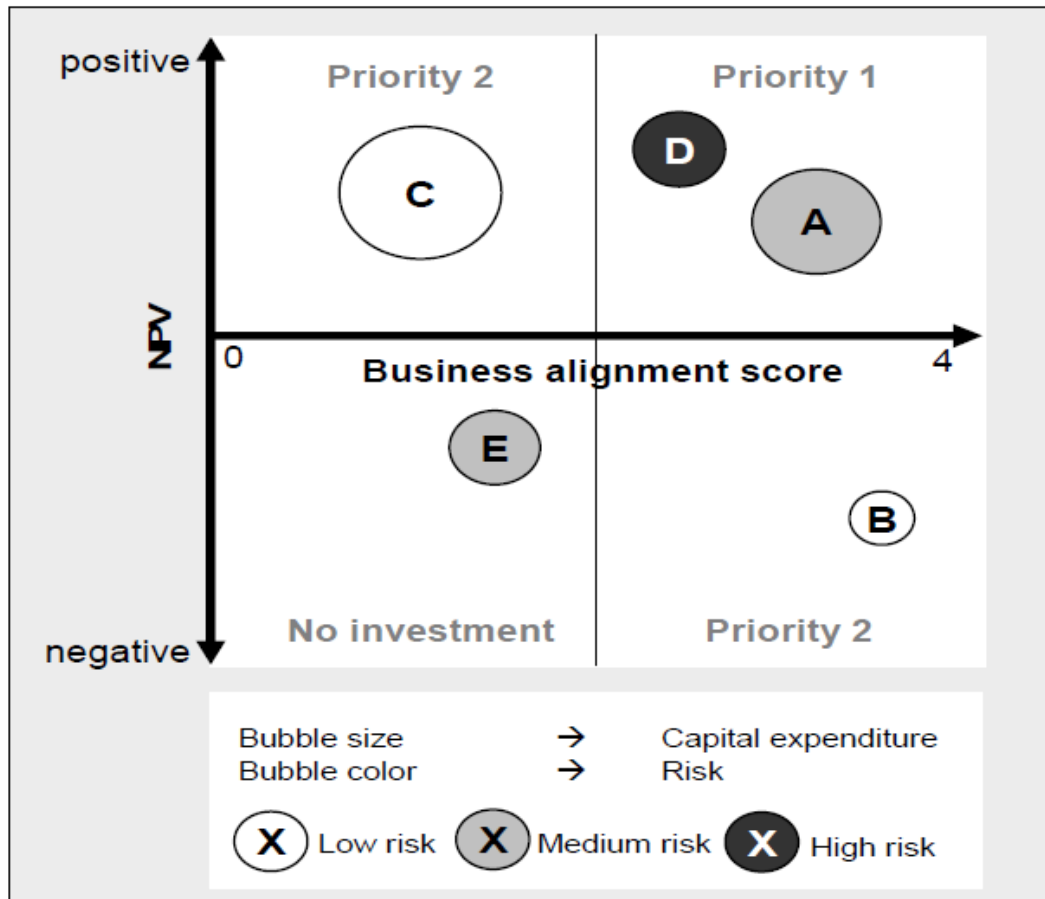 positive
Priority 2
Priority 1
D
C
A
NPV
0
4
Business alignment score
E
B
No investment
Priority 2
negative
Bubble size → Capital expenditure
Bubble color → Risk
X Low risk X Medium risk X High risk